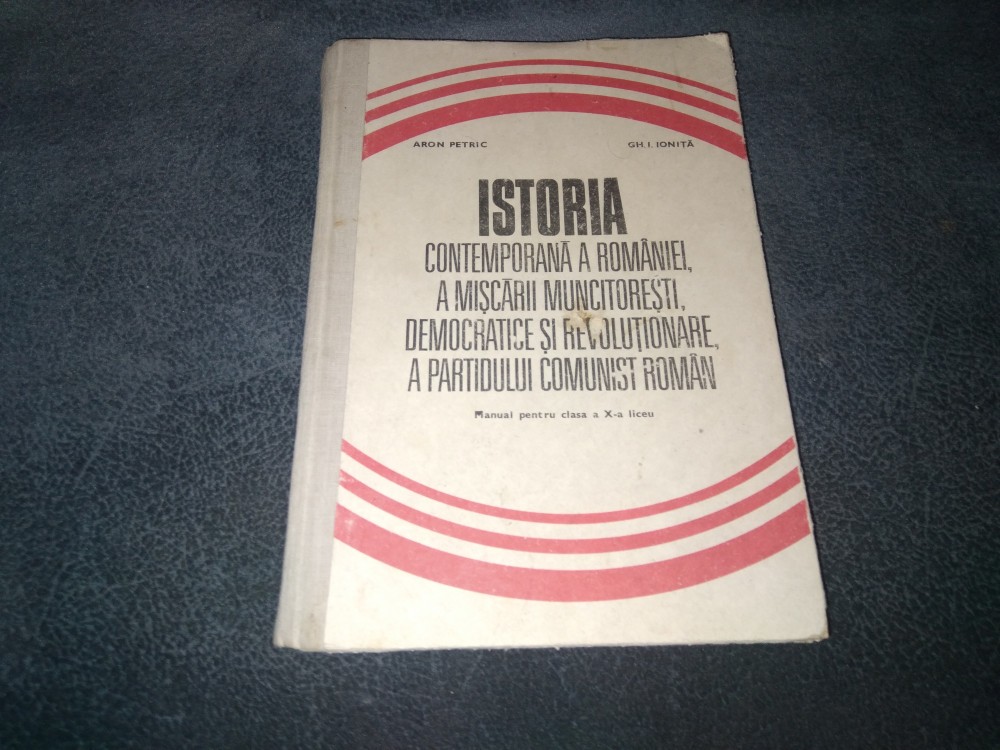 ARON PETRIC GH. I. IONIȚĂ
ISTORIA
CONTEMPORANĂ A ROMÂNIEI,
A MIȘCĂRII MUNCITOREȘTI,
DEMOCRATICE ȘI REVOLUȚIONARE,
A PARTIDULUI COMUNIST ROMÂN
Manual pentru clasa a X-a liceu